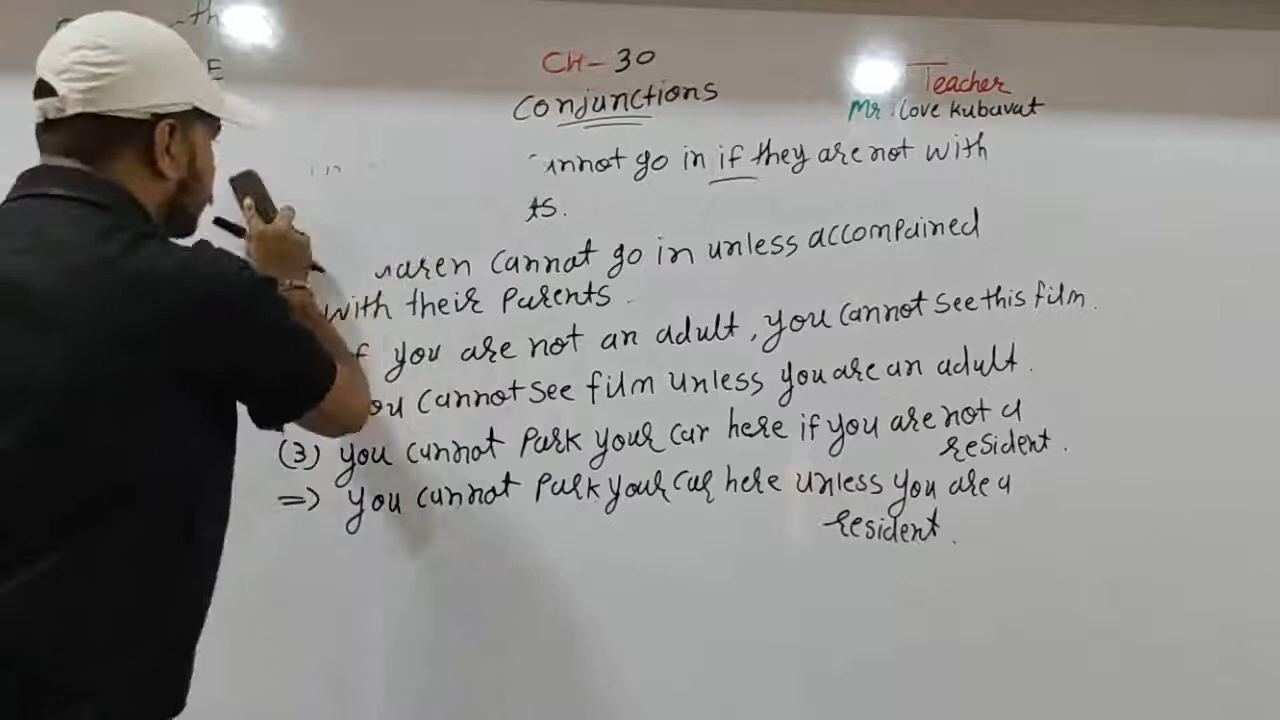 th
E
CH-30
Conjunctions
Teacher
Mr. Love Kubavat
go in if they are not with
ts.
cannot go in unless accompained
with their Parents
you are not an adult, you cannot see this film.
cannot see film unless you are an adult.
(3) you cannot Park your car here if you are not a
resident.
=> you cannot Park your car here unless you are a
resident.